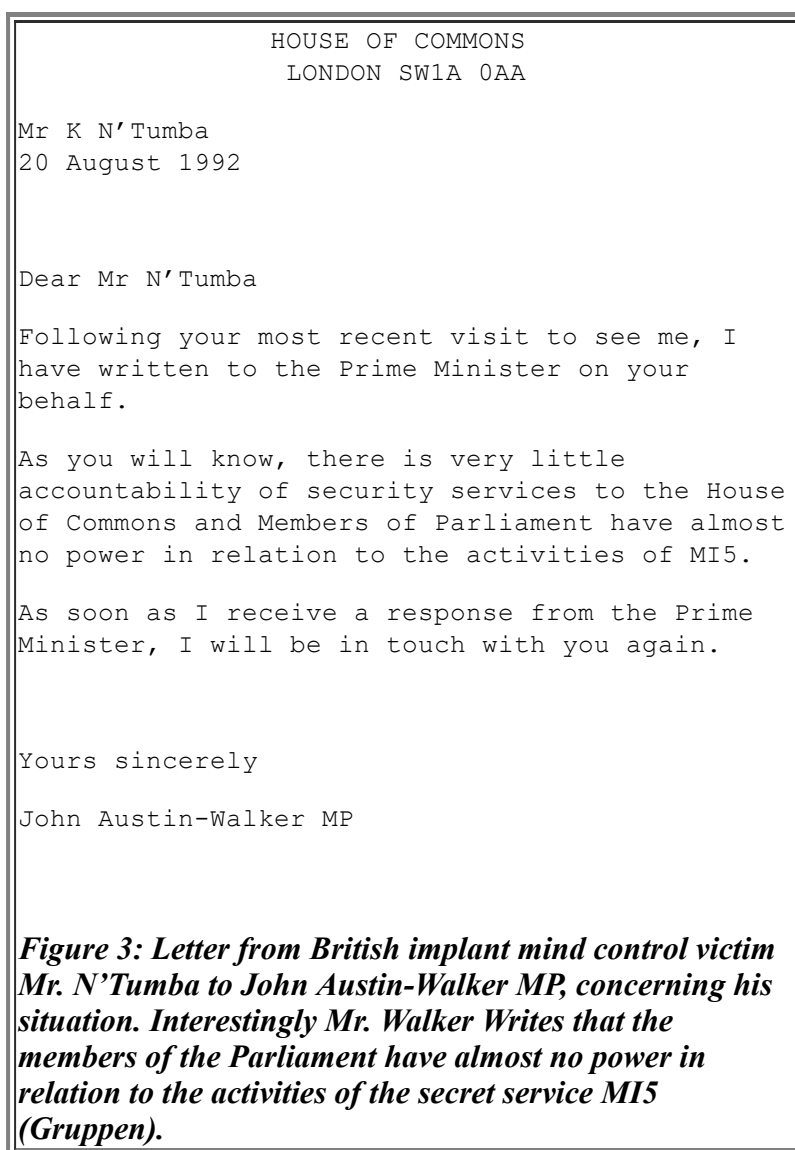 HOUSE OF COMMONS
LONDON SW1A 0AA
Mr K N'Tumba
20 August 1992
Dear Mr N'Tumba
Following your most recent visit to see me, I
have written to the Prime Minister on your
behalf.
As you will know, there is very little
accountability of security services to the House
of Commons and Members of Parliament have almost
no power in relation to the activities of MI5.
As soon as I receive a response from the Prime
Minister, I will be in touch with you again.
Yours sincerely
John Austin-Walker MP
Figure 3: Letter from British implant mind control victim
Mr. N'Tumba to John Austin-Walker MP, concerning his
situation. Interestingly Mr. Walker Writes that the
members of the Parliament have almost no power in
relation to the activities of the secret service MI5
(Gruppen).